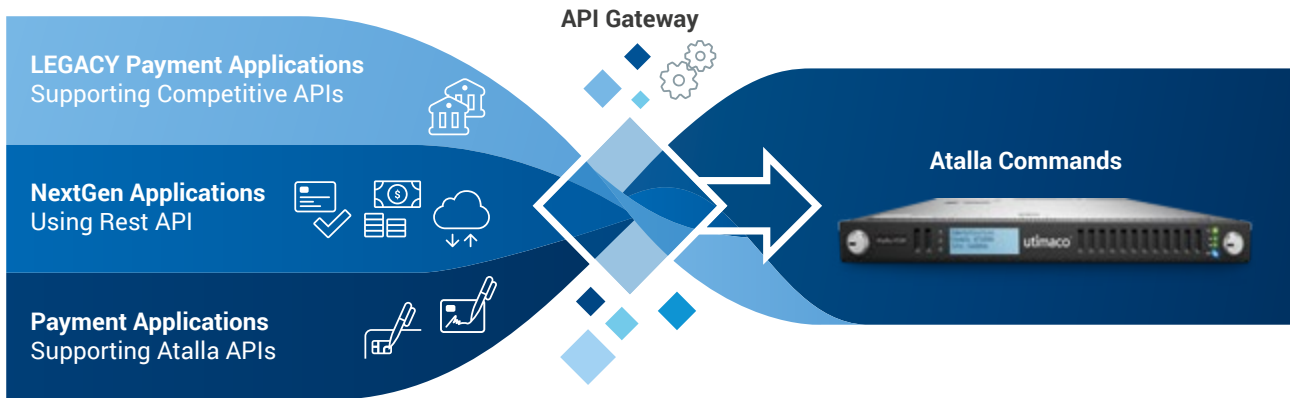 API Gateway
LEGACY Payment Applications
Supporting Competitive APIs
NextGen Applications
Using Rest API
Payment Applications
Supporting Atalla APIs
Atalla Commands
utimaco